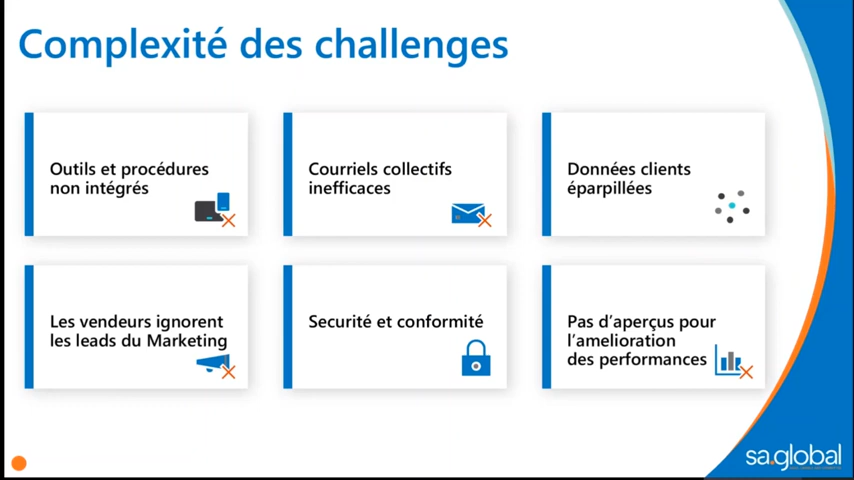 Complexité des challenges
Outils et procédures
non intégrés
Courriels collectifs
inefficaces
Données clients
éparpillées
Les vendeurs ignorent
les leads du Marketing
Securité et conformité
Pas d'aperçus pour
l'amelioration
des performances
sa.global